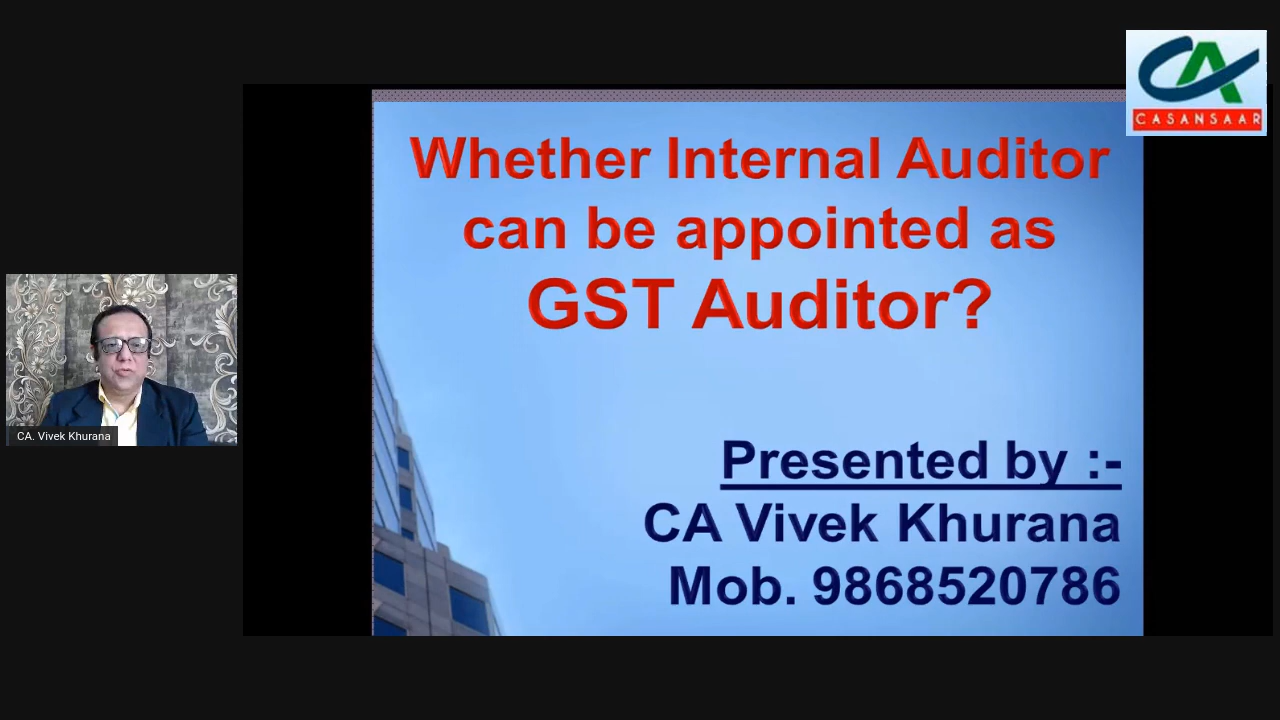 CASANSAAR
Whether Internal Auditor
can be appointed as
GST Auditor?
Presented by :-
CA Vivek Khurana
Mob. 9868520786
CA. Vivek Khurana